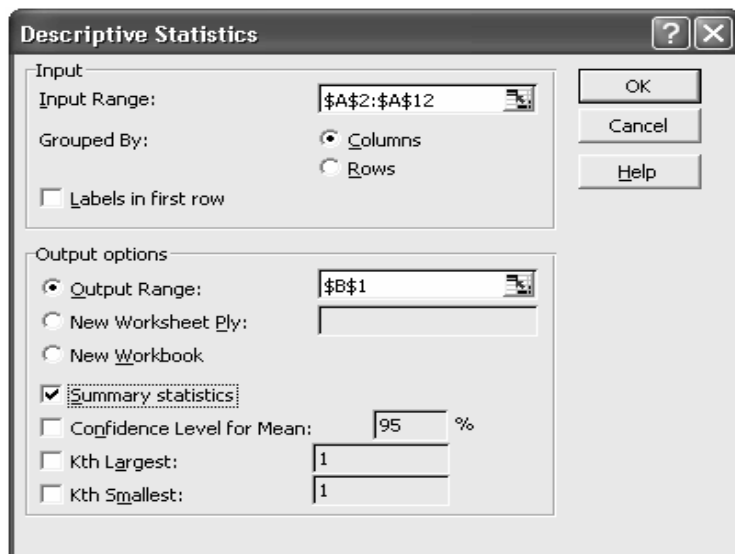 Descriptive Statistics
Input
Input Range: $A$2:$A$12
Grouped By: Columns
Rows
Labels in first row
OK
Cancel
Help
Output options
Output Range: $B$1
New Worksheet Ply:
New Workbook
Summary statistics
Confidence Level for Mean: 95 %
Kth Largest: 1
Kth Smallest: 1